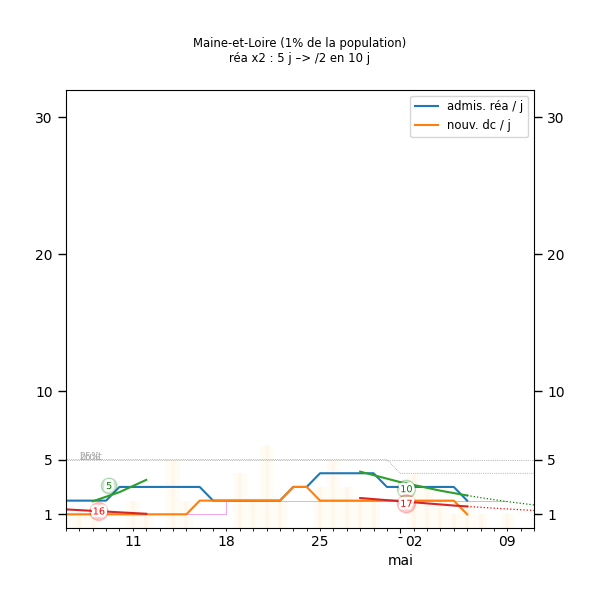 Maine-et-Loire (1% de la population)
réa x2 : 5 j –> /2 en 10 j
admis. réa / j
nouv. dc / j
30 30
20 20
10 10
5 5
1 1
5
16
10
17
11 18 25 02 09
mai